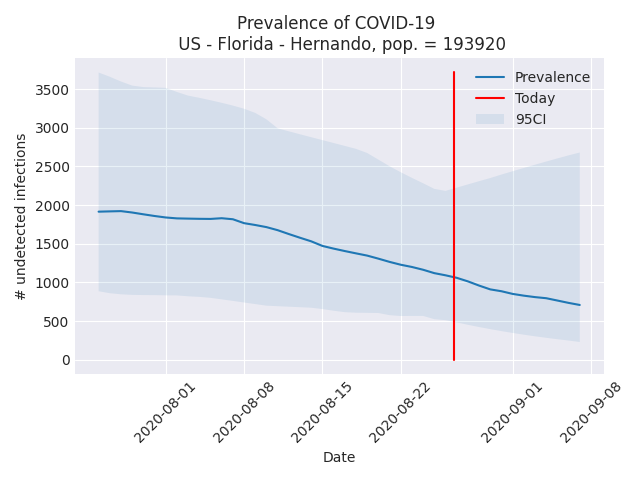 Prevalence of COVID-19
US - Florida - Hernando, pop. = 193920
# undetected infections
3500
3000
2500
2000
1500
1000
500
0
Prevalence
Today
95CI
2020-08-01
2020-08-08
2020-08-15
2020-08-22
2020-09-01
2020-09-08
Date